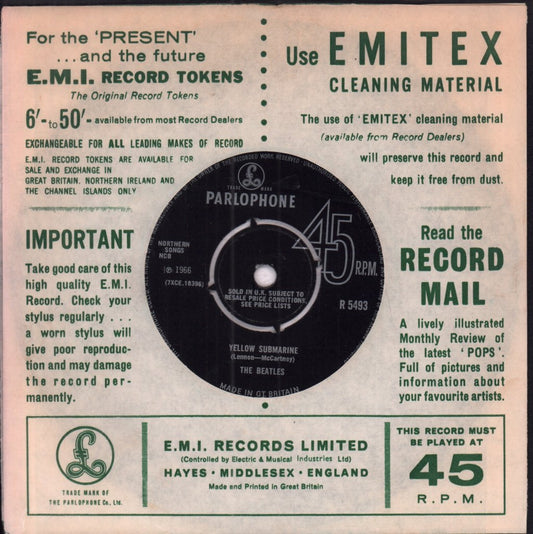 For the 'PRESENT'
...and the future
E.M.I. RECORD TOKENS
The Original Record Tokens
6'- to 50'- available from most Record Dealers
EXCHANGEABLE FOR ALL LEADING MAKES OF RECORD
E.M.I. RECORD TOKENS ARE AVAILABLE FOR
SALE AND EXCHANGE IN
GREAT BRITAIN, NORTHERN IRELAND AND
THE CHANNEL ISLANDS ONLY
Use EMITEX
CLEANING MATERIAL
The use of 'EMITEX' cleaning material
(available from Record Dealers)
will preserve this record and
keep it free from dust.
IMPORTANT
Take good care of this
high quality E.M.I.
Record. Check your
stylus regularly ...
a worn stylus will
give poor reproduc-
tion and may damage
the record per-
manently.
RECORDED WORK RESERVED
TRADE MARK
PARLOPHONE
45
R.P.M.
NORTHERN
SONGS
NCB
℗ 1966
(7XCE.18396)
SOLD IN U.K. SUBJECT TO
RESALE PRICE CONDITIONS,
SEE PRICE LISTS
R 5493
YELLOW SUBMARINE
(Lennon—McCartney)
THE BEATLES
MADE IN GT BRITAIN
Read the
RECORD
MAIL
A lively illustrated
Monthly Review of
the latest 'POPS'.
Full of pictures and
information about
your favourite artists.
£
TRADE MARK OF
THE PARLOPHONE Co., Ltd.
E.M.I. RECORDS LIMITED
(Controlled by Electric & Musical Industries Ltd)
HAYES · MIDDLESEX · ENGLAND
Made and Printed in Great Britain
THIS RECORD MUST
BE PLAYED AT
45
R.P.M.